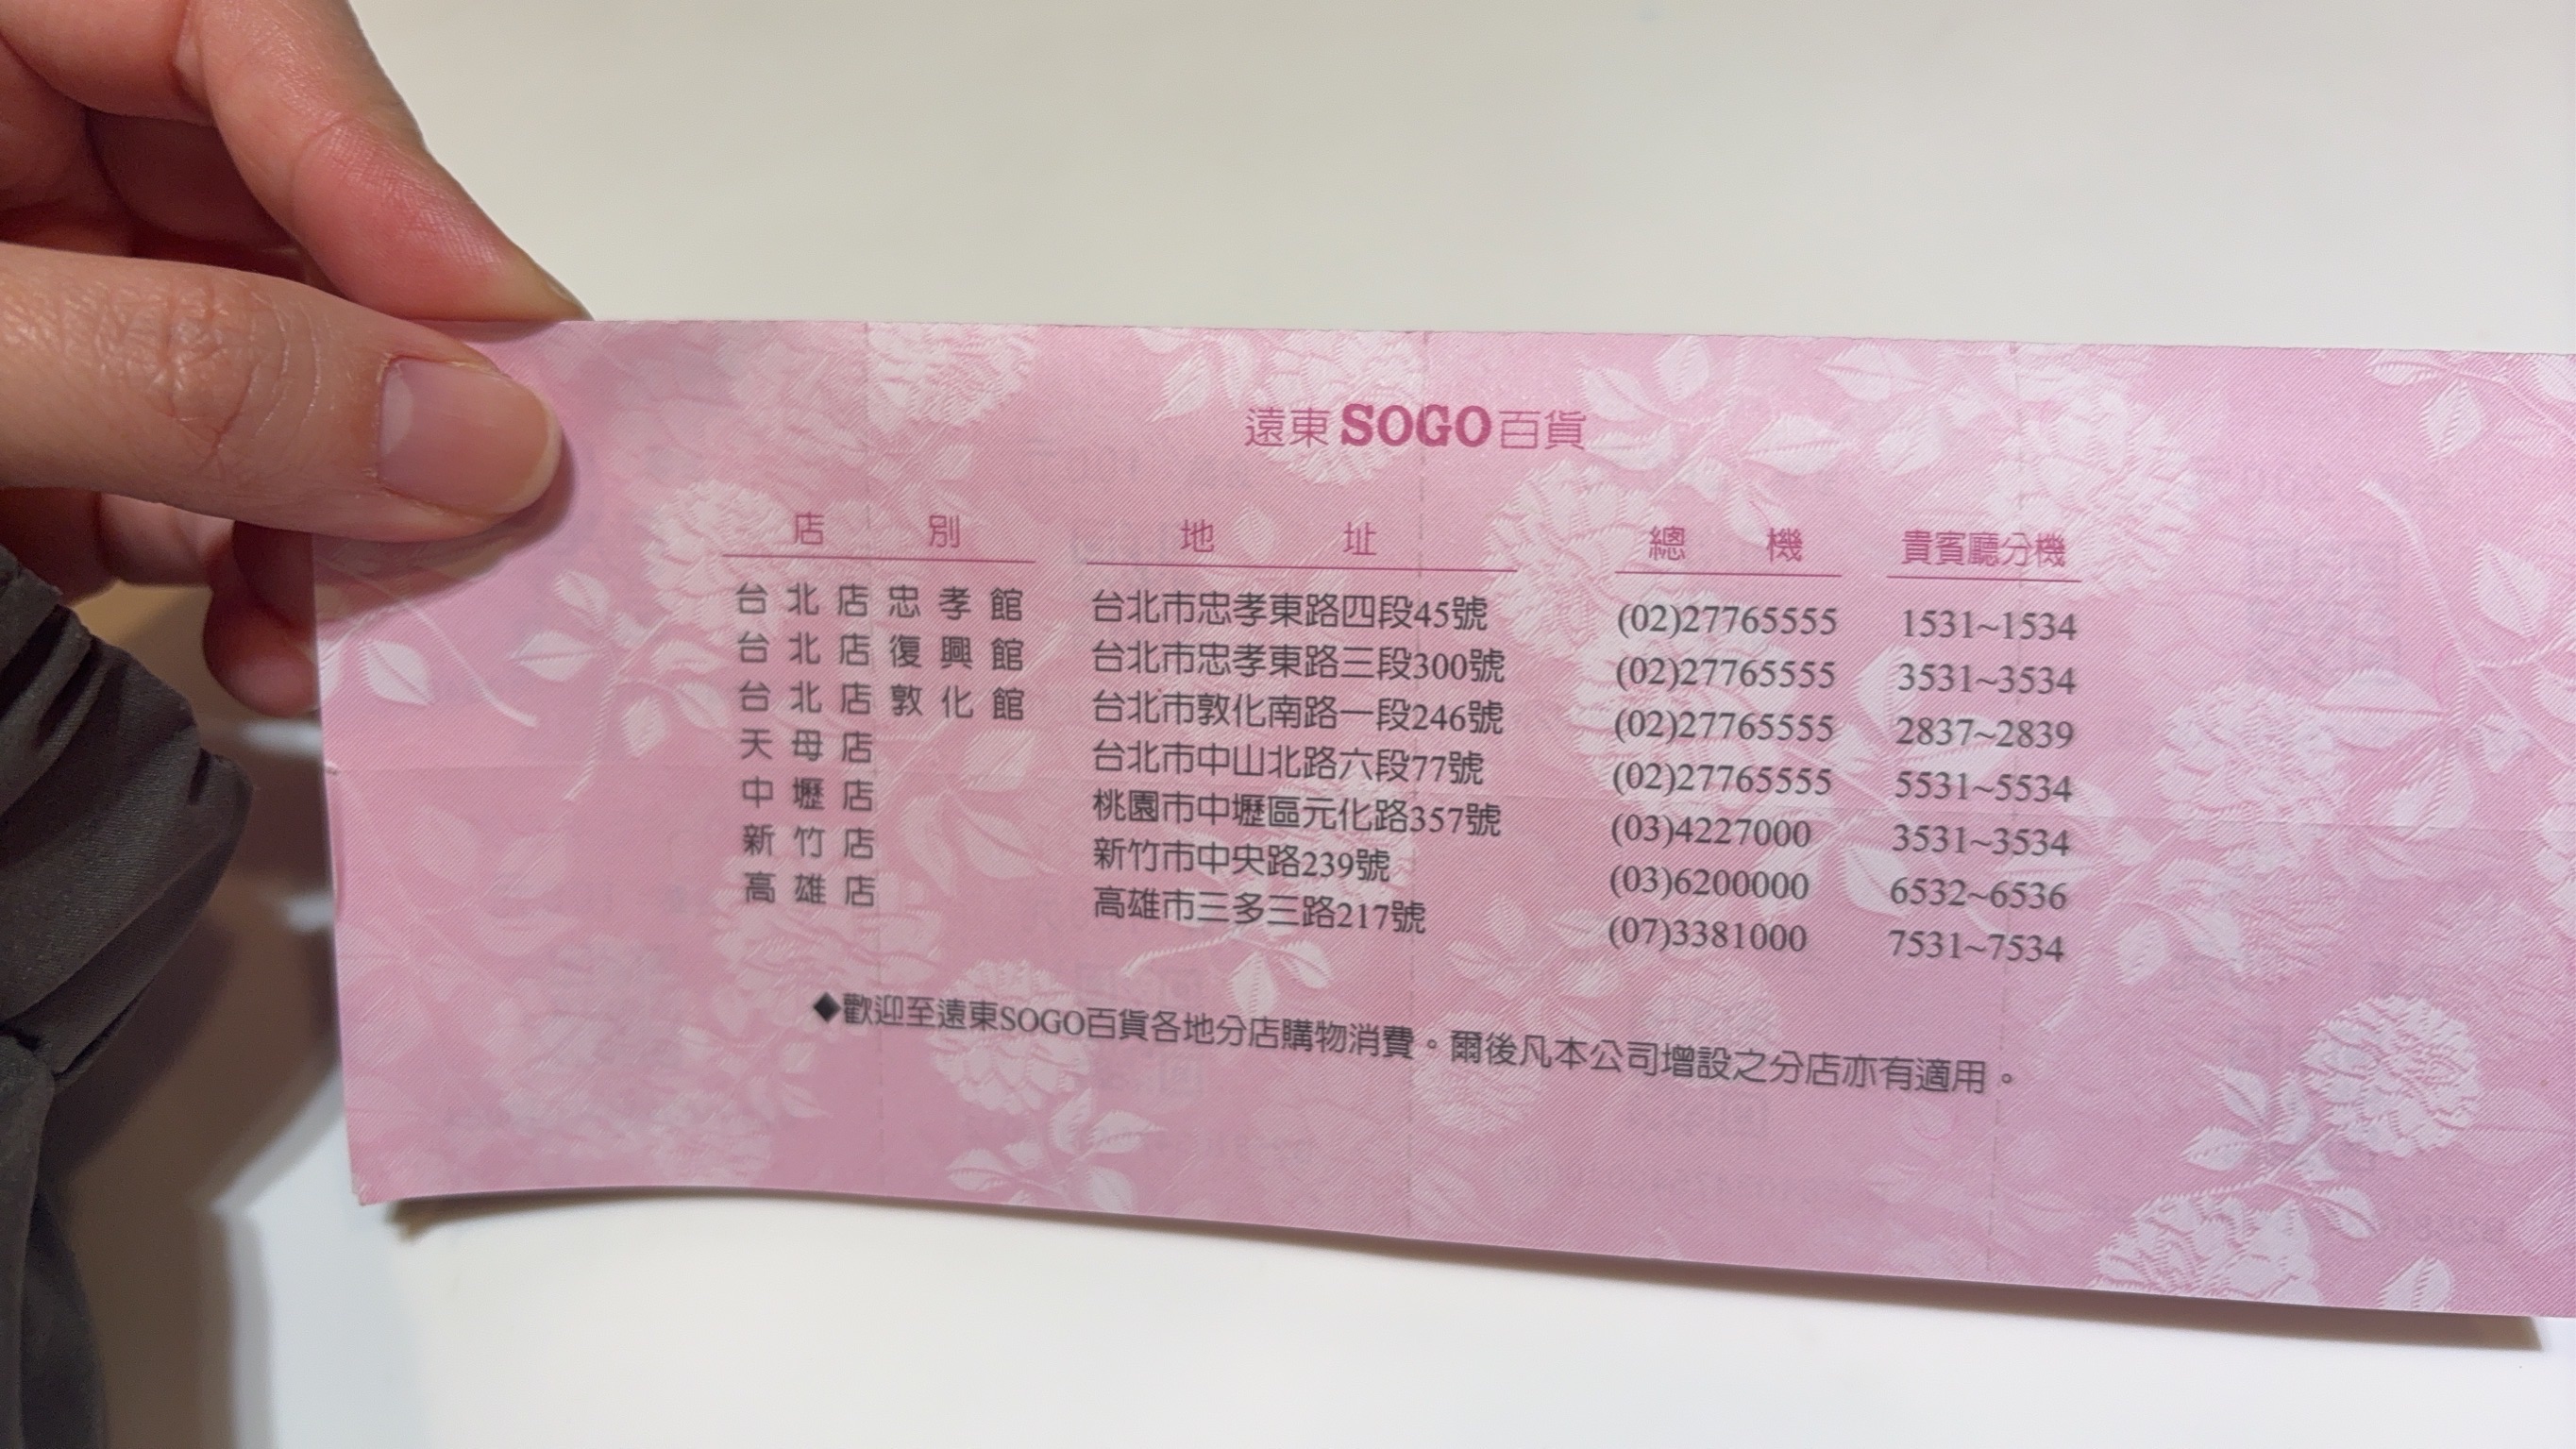 遠東SOGO百貨
店別 地址 總機 貴賓廳分機
台北店忠孝館 台北市忠孝東路四段45號 (02)27765555 1531~1534
台北店復興館 台北市忠孝東路三段300號 (02)27765555 3531~3534
台北店敦化館 台北市敦化南路一段246號 (02)27765555 2837~2839
天母店 台北市中山北路六段77號 (02)27765555 5531~5534
中壢店 桃園市中壢區元化路357號 (03)4227000 3531~3534
新竹店 新竹市中央路239號 (03)6200000 6532~6536
高雄店 高雄市三多三路217號 (07)3381000 7531~7534
◆歡迎至遠東SOGO百貨各地分店購物消費。爾後凡本公司增設之分店亦有適用。